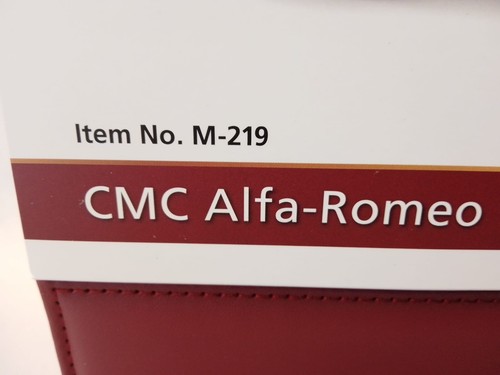 Item No. M-219
CMC Alfa-Romeo